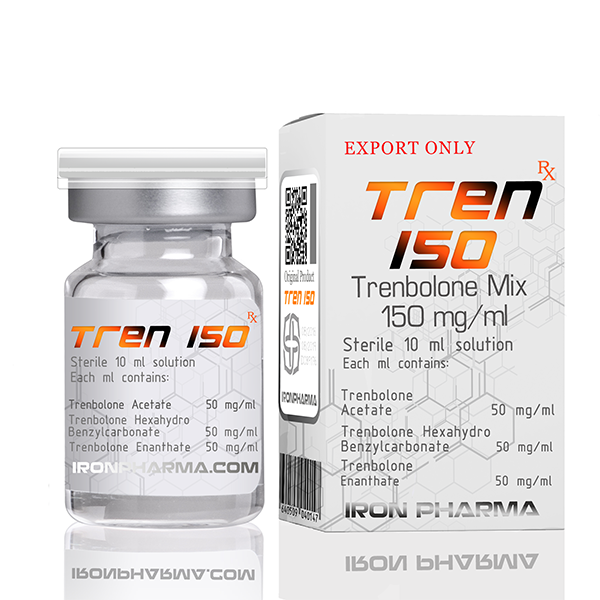 TREN 150 RX
Sterile 10 ml solution
Each ml contains:
Trenbolone Acetate 50 mg/ml
Trenbolone Hexahydro
Benzylcarbonate 50 mg/ml
Trenbolone Enanthate 50 mg/ml
IRONPHARMA.COM
Original Product
TREN 150
IRONPHARMA
640509 040147
EXPORT ONLY
RX
TREN
150
Trenbolone Mix
150 mg/ml
Sterile 10 ml solution
Each ml contains:
Trenbolone
Acetate 50 mg/ml
Trenbolone Hexahydro
Benzylcarbonate 50 mg/ml
Trenbolone
Enanthate 50 mg/ml
IRON PHARMA